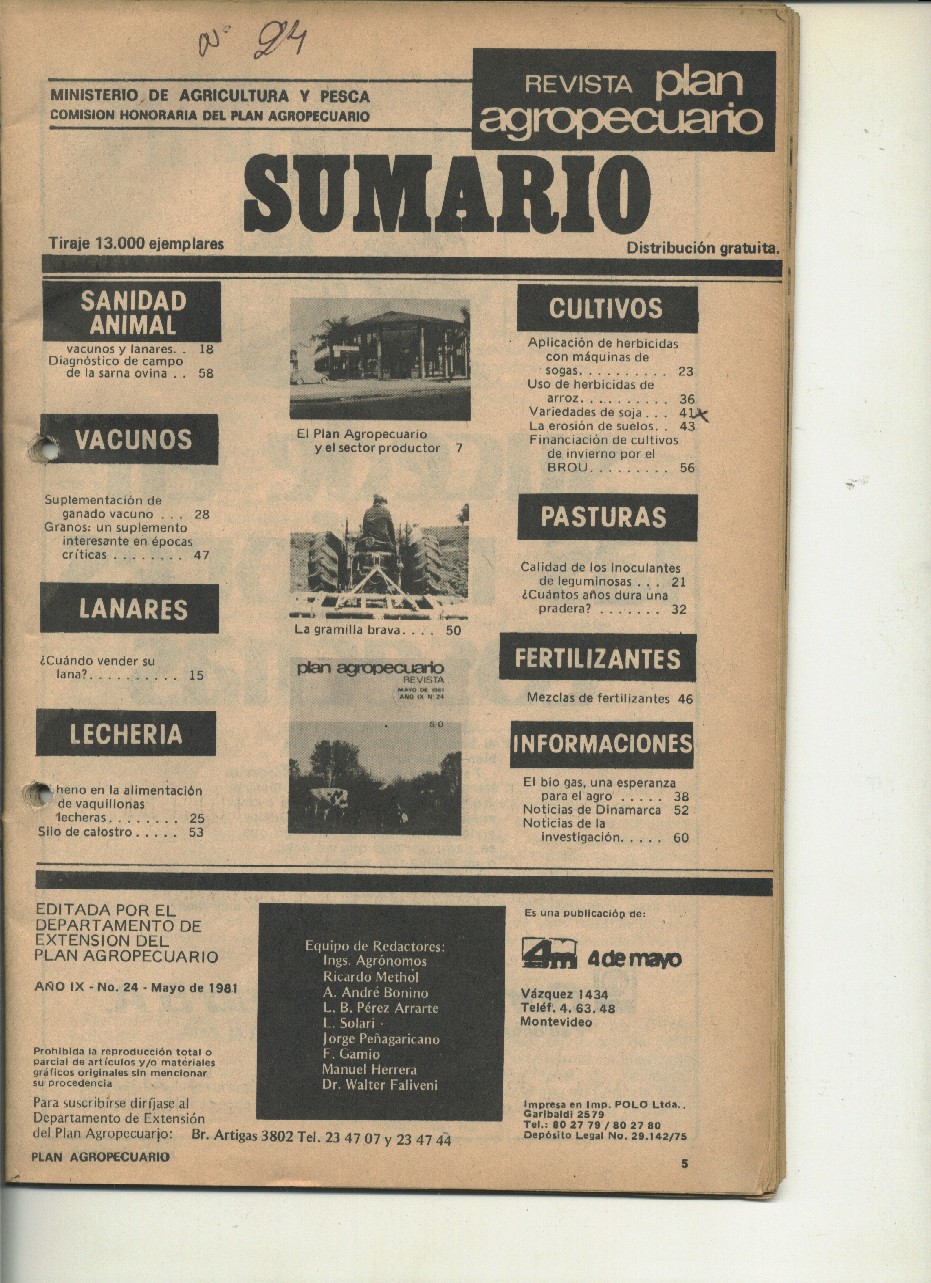 Nº 24
MINISTERIO DE AGRICULTURA Y PESCA
COMISION HONORARIA DEL PLAN AGROPECUARIO
REVISTA plan
agropecuario
SUMARIO
Tiraje 13.000 ejemplares
Distribución gratuita.
SANIDAD
ANIMAL
vacunos y lanares. . 18
Diagnóstico de campo
de la sarna ovina . . 58
VACUNOS
Suplementación de
ganado vacuno . . . 28
Granos: un suplemento
interesante en épocas
críticas . . . . . . . . 47
LANARES
¿Cuándo vender su
lana?. . . . . . . . . . 15
LECHERIA
heno en la alimentación
de vaquillonas
lecheras. . . . . . . . 25
Silo de calostro . . . . . 53
El Plan Agropecuario
y el sector productor 7
La gramilla brava. . . . 50
plan agropecuario
REVISTA
MAYO DE 1981
AÑO IX Nº 24
CULTIVOS
Aplicación de herbicidas
con máquinas de
sogas. . . . . . . . . . 23
Uso de herbicidas de
arroz. . . . . . . . . . 36
Variedades de soja . . . 41x
La erosión de suelos. . 43
Financiación de cultivos
de invierno por el
BROU. . . . . . . . . 56
PASTURAS
Calidad de los inoculantes
de leguminosas . . . 21
¿Cuántos años dura una
pradera? . . . . . . . 32
FERTILIZANTES
Mezclas de fertilizantes 46
INFORMACIONES
El bio gas, una esperanza
para el agro . . . . . 38
Noticias de Dinamarca 52
Noticias de la
investigación. . . . . 60
EDITADA POR EL
DEPARTAMENTO DE
EXTENSION DEL
PLAN AGROPECUARIO
AÑO IX - No. 24 - Mayo de 1981
Prohibida la reproducción total o
parcial de artículos y/o matériales
gráficos originales sin mencionar
su procedencia
Para suscribirse diríjase al
Departamento de Extensión
del Plan Agropecuario: Br. Artigas 3802 Tel. 23 47 07 y 23 47 44
PLAN AGROPECUARIO
Equipo de Redactores:
Ings. Agrónomos
Ricardo Methol
A. André Bonino
L. B. Pérez Arrarte
L. Solari
Jorge Peñagaricano
F. Gamio
Manuel Herrera
Dr. Walter Faliveni
Es una publicación de:
4m 4 de mayo
Vázquez 1434
Teléf. 4. 63. 48
Montevideo
Impresa en Imp. POLO Ltda..
Garibaldi 2579
Tel.: 80 27 79 / 80 27 80
Depósito Legal No. 29.142/75
5